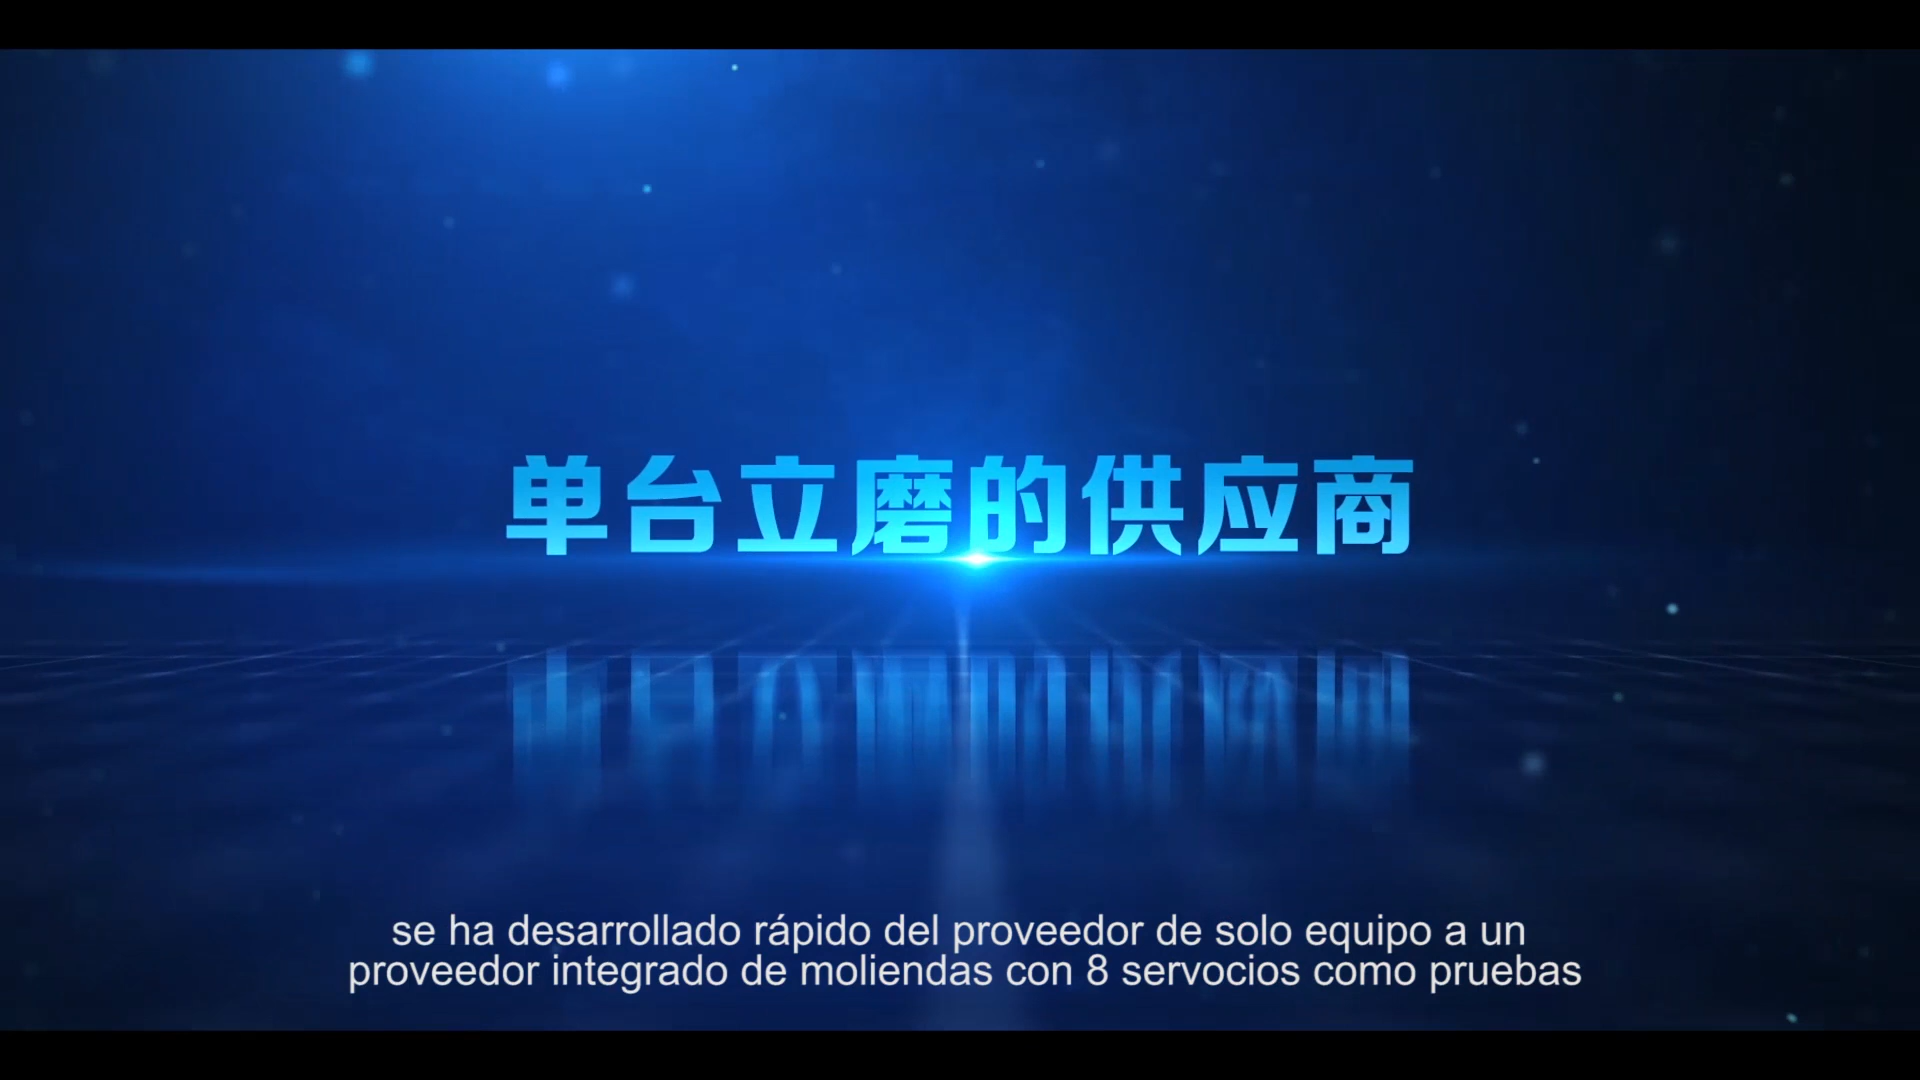 单台立磨的供应商
se ha desarrollado rápido del proveedor de solo equipo a un
proveedor integrado de moliendas con 8 servocios como pruebas